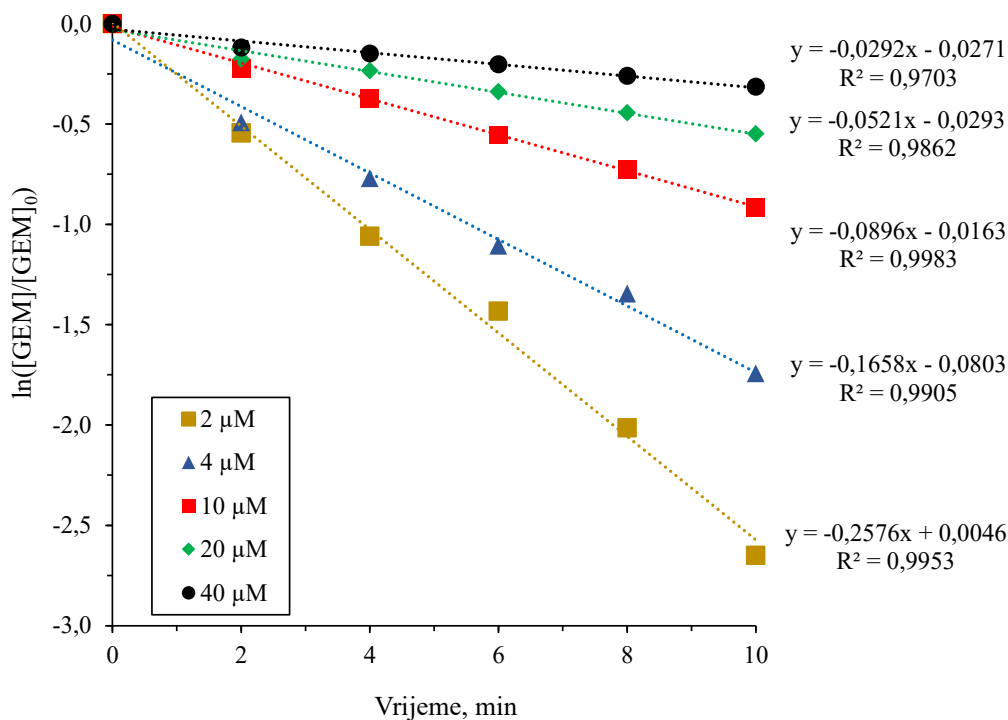 0,0
-0,5
-1,0
-1,5
-2,0
-2,5
-3,0
ln([GEM]/[GEM]₀)
0 2 4 6 8 10
Vrijeme, min
2 µM
4 µM
10 µM
20 µM
40 µM
y = -0,0292x - 0,0271
R² = 0,9703
y = -0,0521x - 0,0293
R² = 0,9862
y = -0,0896x - 0,0163
R² = 0,9983
y = -0,1658x - 0,0803
R² = 0,9905
y = -0,2576x + 0,0046
R² = 0,9953